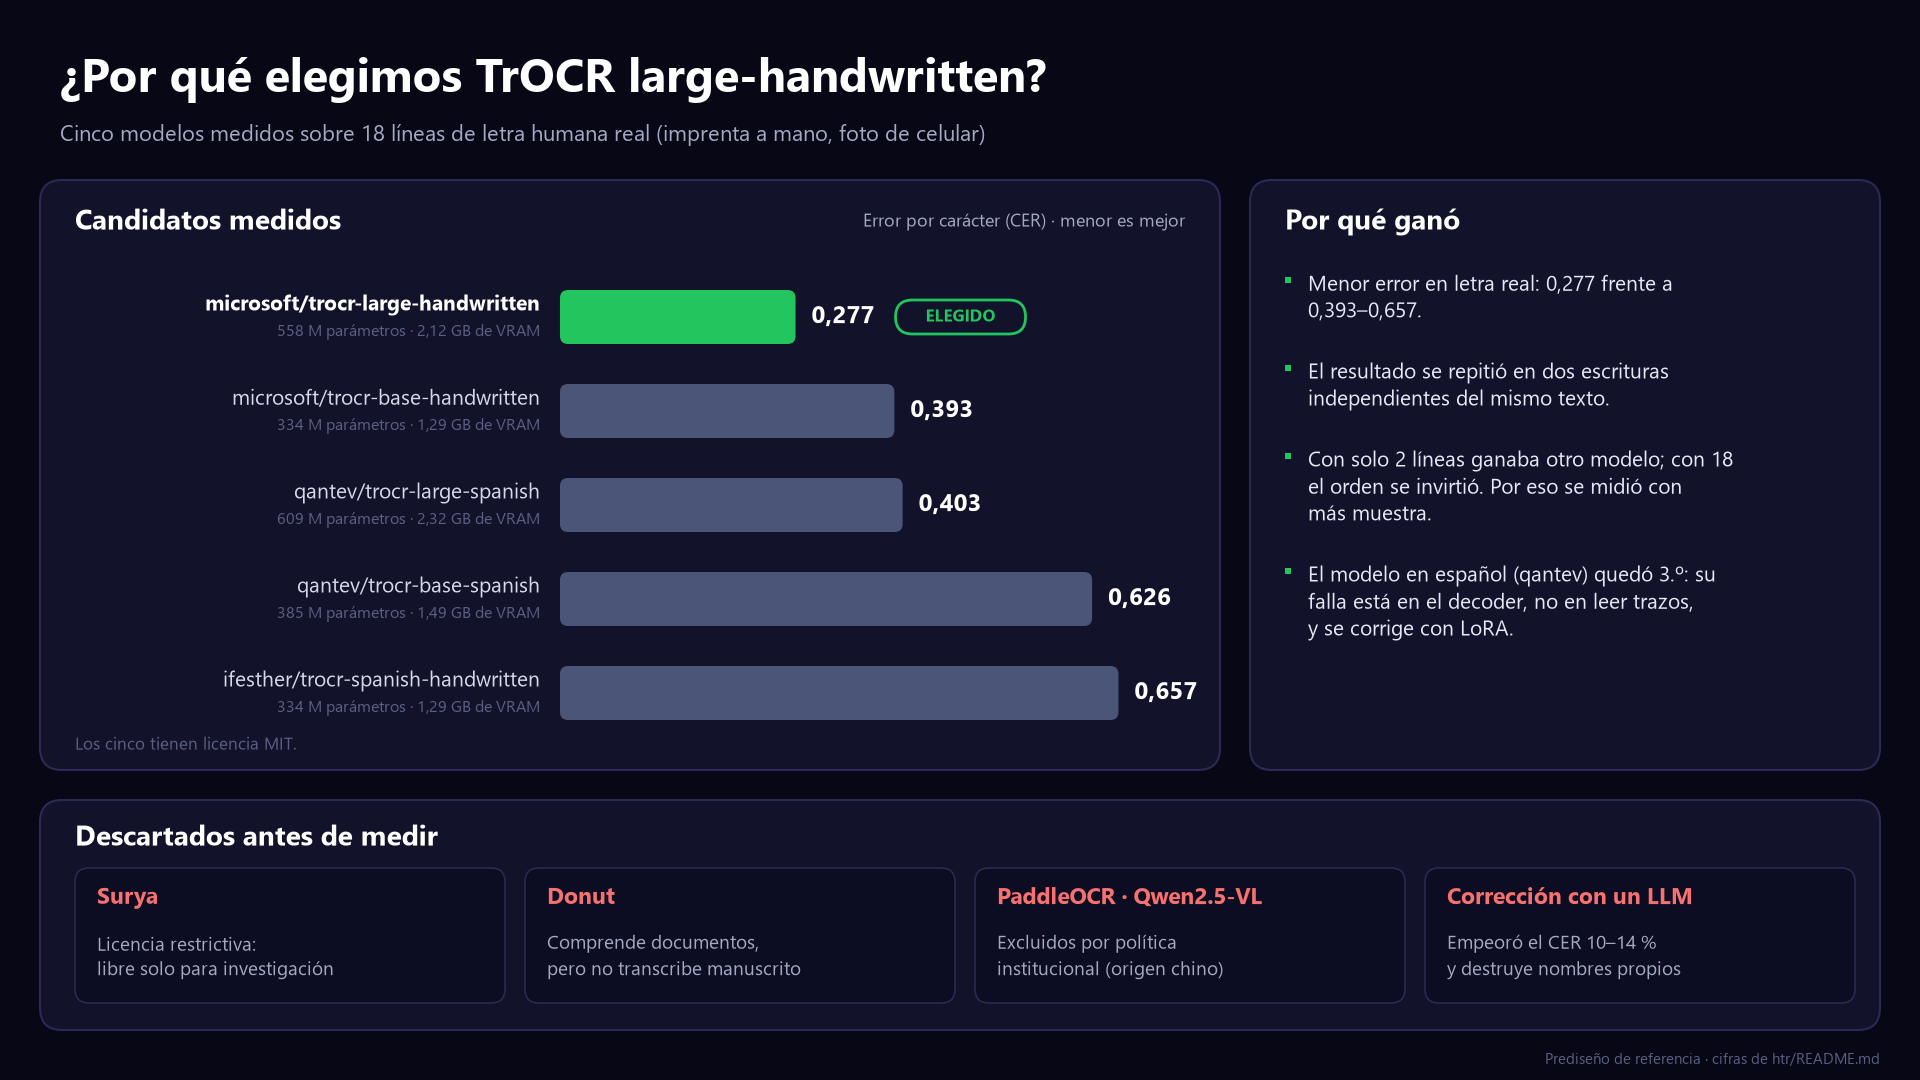 ¿Por qué elegimos TrOCR large-handwritten?
Cinco modelos medidos sobre 18 líneas de letra humana real (imprenta a mano, foto de celular)
Candidatos medidos
Error por carácter (CER) · menor es mejor
microsoft/trocr-large-handwritten
558 M parámetros · 2,12 GB de VRAM
0,277
ELEGIDO
microsoft/trocr-base-handwritten
334 M parámetros · 1,29 GB de VRAM
0,393
qantev/trocr-large-spanish
609 M parámetros · 2,32 GB de VRAM
0,403
qantev/trocr-base-spanish
385 M parámetros · 1,49 GB de VRAM
0,626
ifesther/trocr-spanish-handwritten
334 M parámetros · 1,29 GB de VRAM
0,657
Los cinco tienen licencia MIT.
Por qué ganó
Menor error en letra real: 0,277 frente a
0,393–0,657.
El resultado se repitió en dos escrituras
independientes del mismo texto.
Con solo 2 líneas ganaba otro modelo; con 18
el orden se invirtió. Por eso se midió con
más muestra.
El modelo en español (qantev) quedó 3.º: su
falla está en el decoder, no en leer trazos,
y se corrige con LoRA.
Descartados antes de medir
Surya
Licencia restrictiva:
libre solo para investigación
Donut
Comprende documentos,
pero no transcribe manuscrito
PaddleOCR · Qwen2.5-VL
Excluidos por política
institucional (origen chino)
Corrección con un LLM
Empeoró el CER 10–14 %
y destruye nombres propios
Prediseño de referencia · cifras de htr/README.md